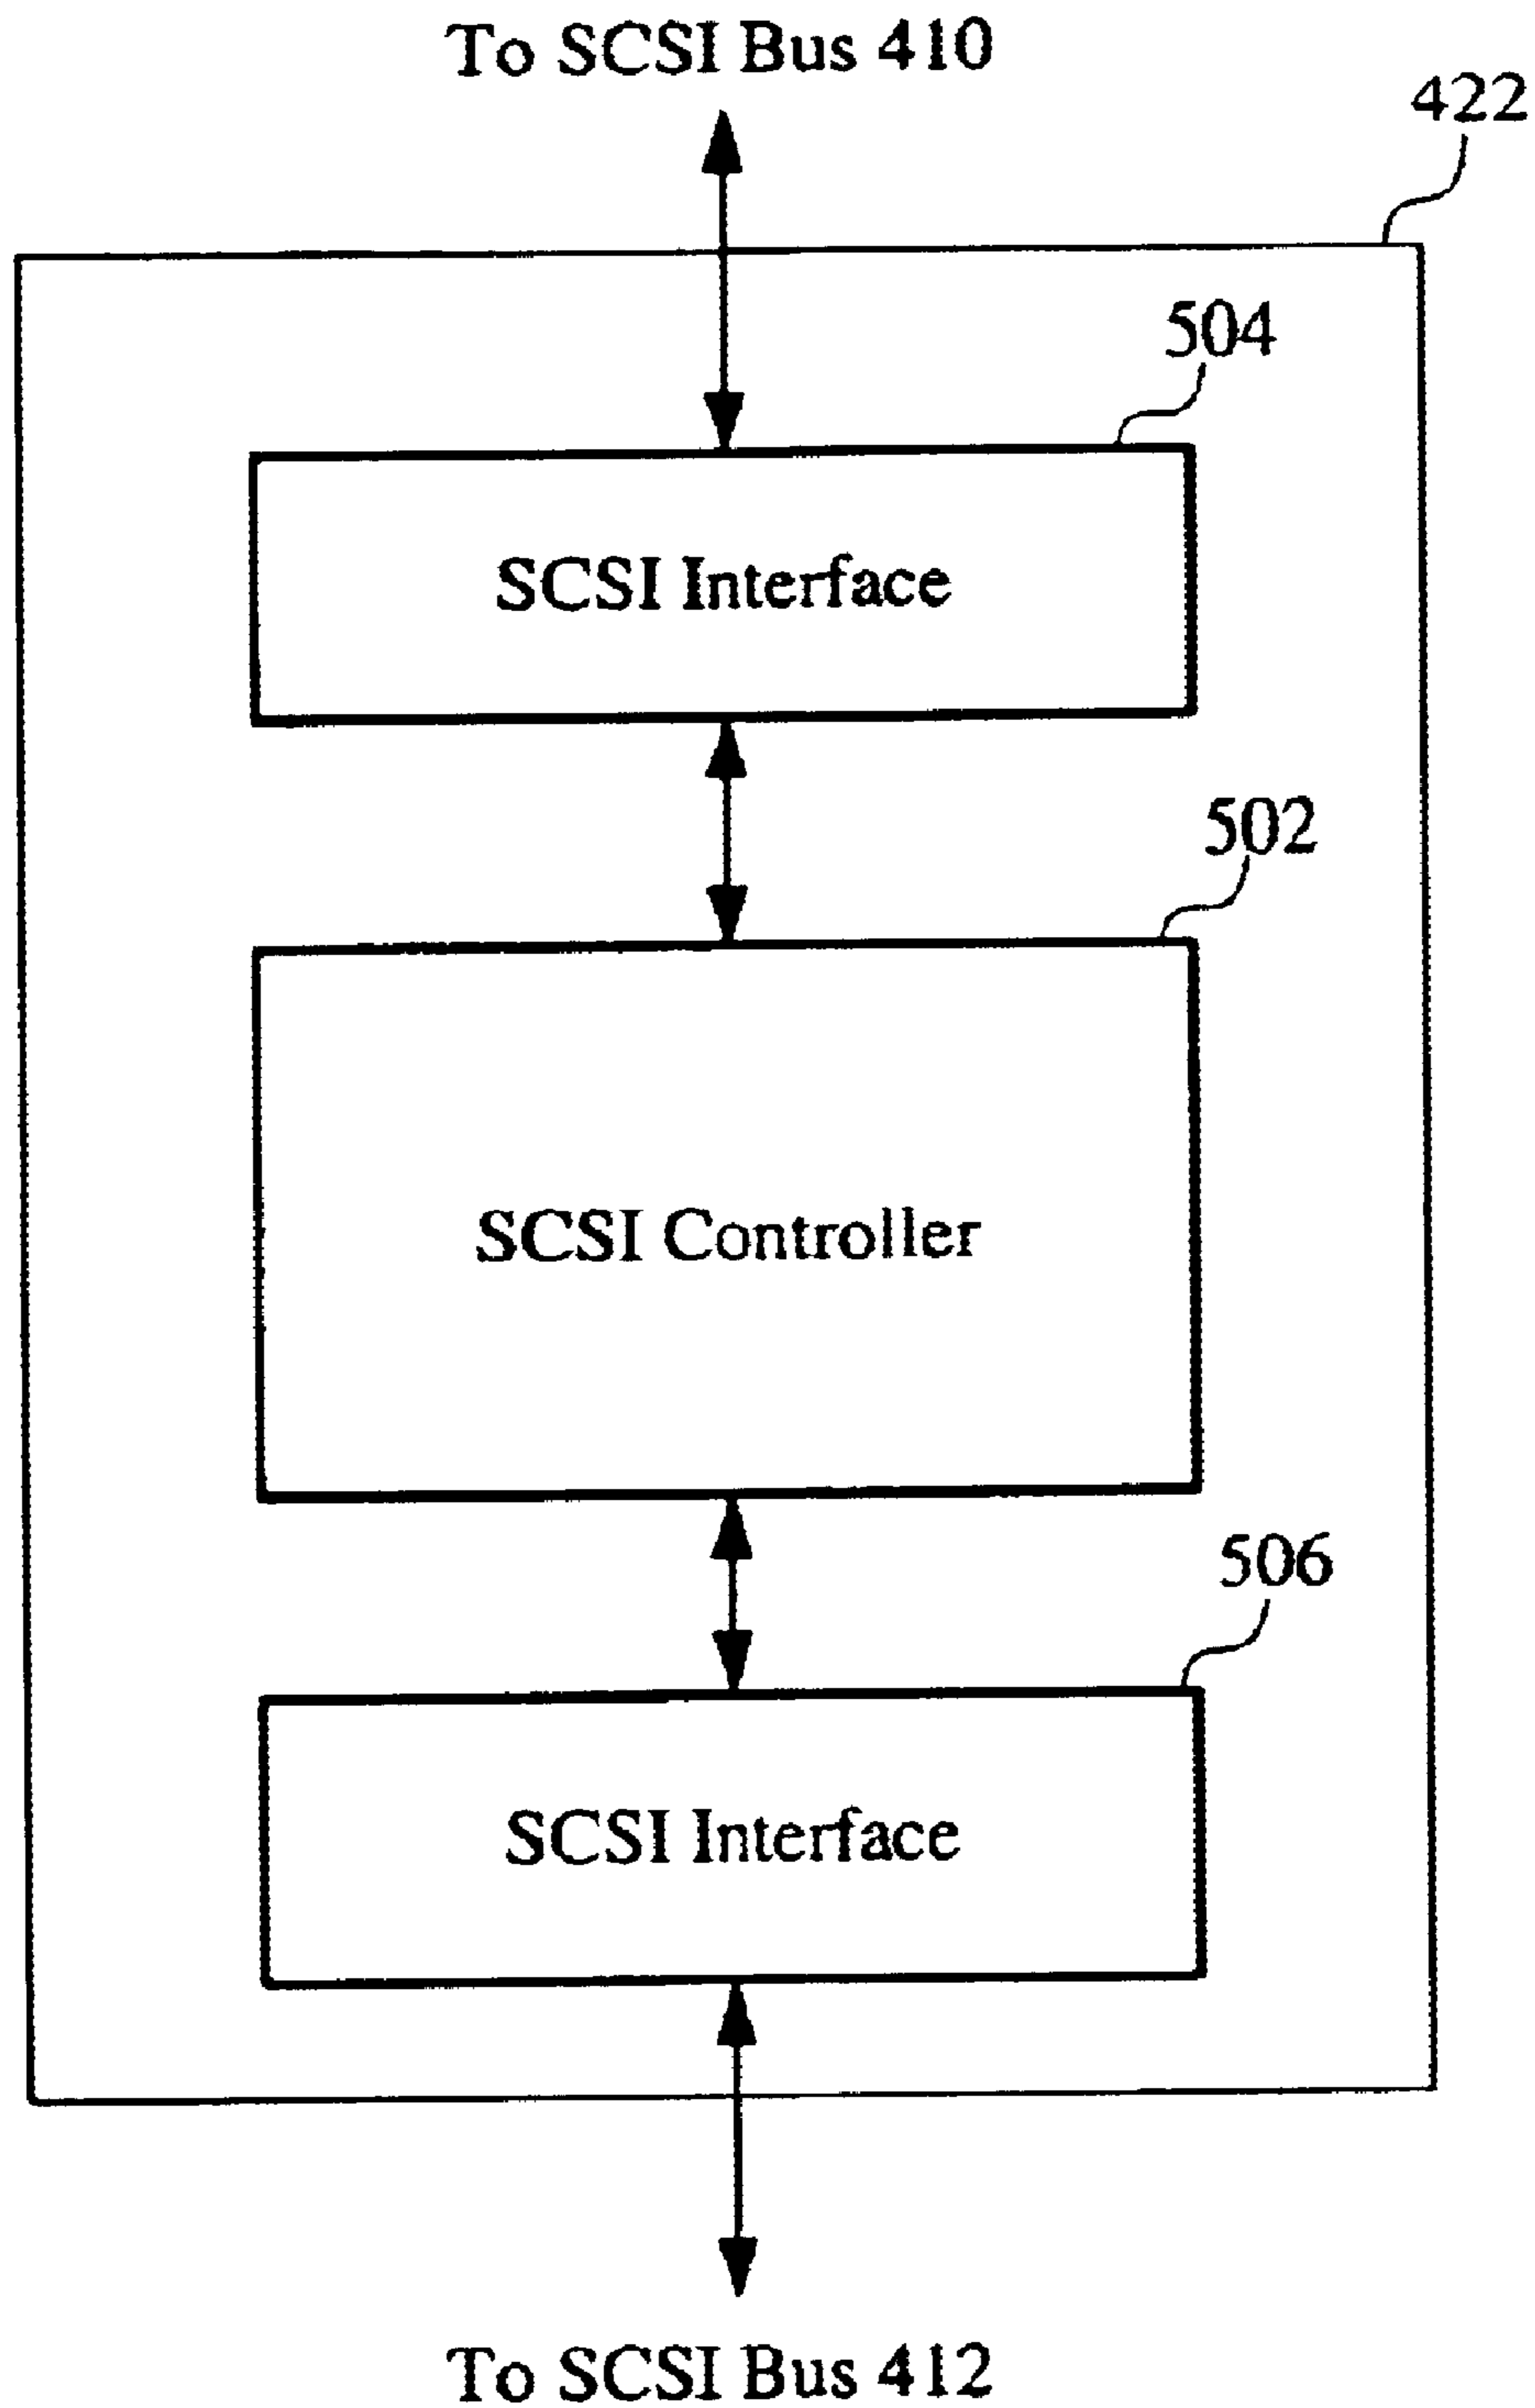 To SCSI Bus 410
422
504
SCSI Interface
502
SCSI Controller
506
SCSI Interface
To SCSI Bus 412